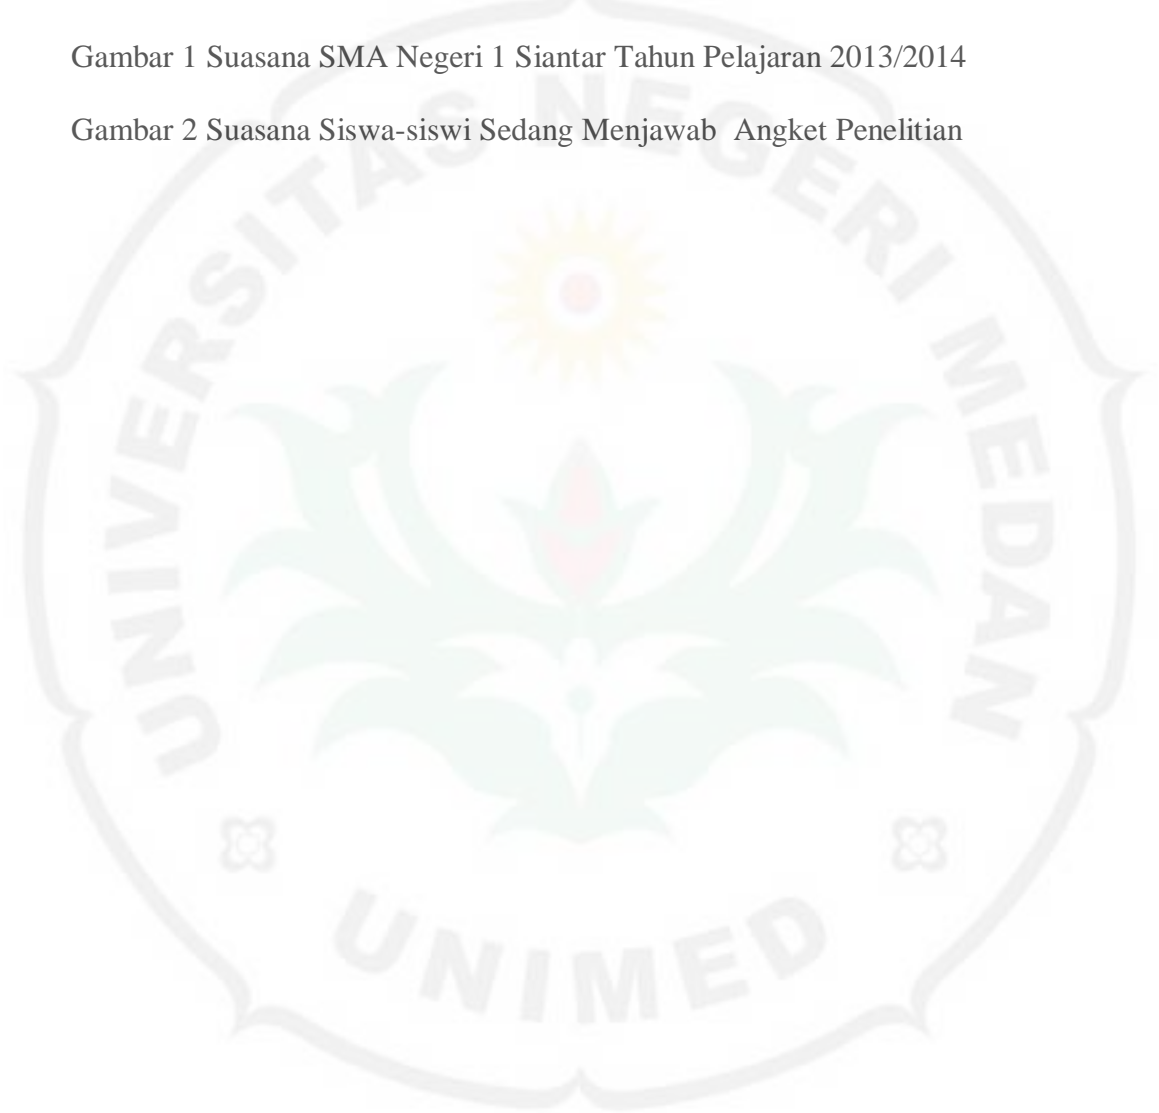 Gambar 1 Suasana SMA Negeri 1 Siantar Tahun Pelajaran 2013/2014
Gambar 2 Suasana Siswa-siswi Sedang Menjawab  Angket Penelitian
UNIVERSITAS NEGERI MEDAN
UNIMED